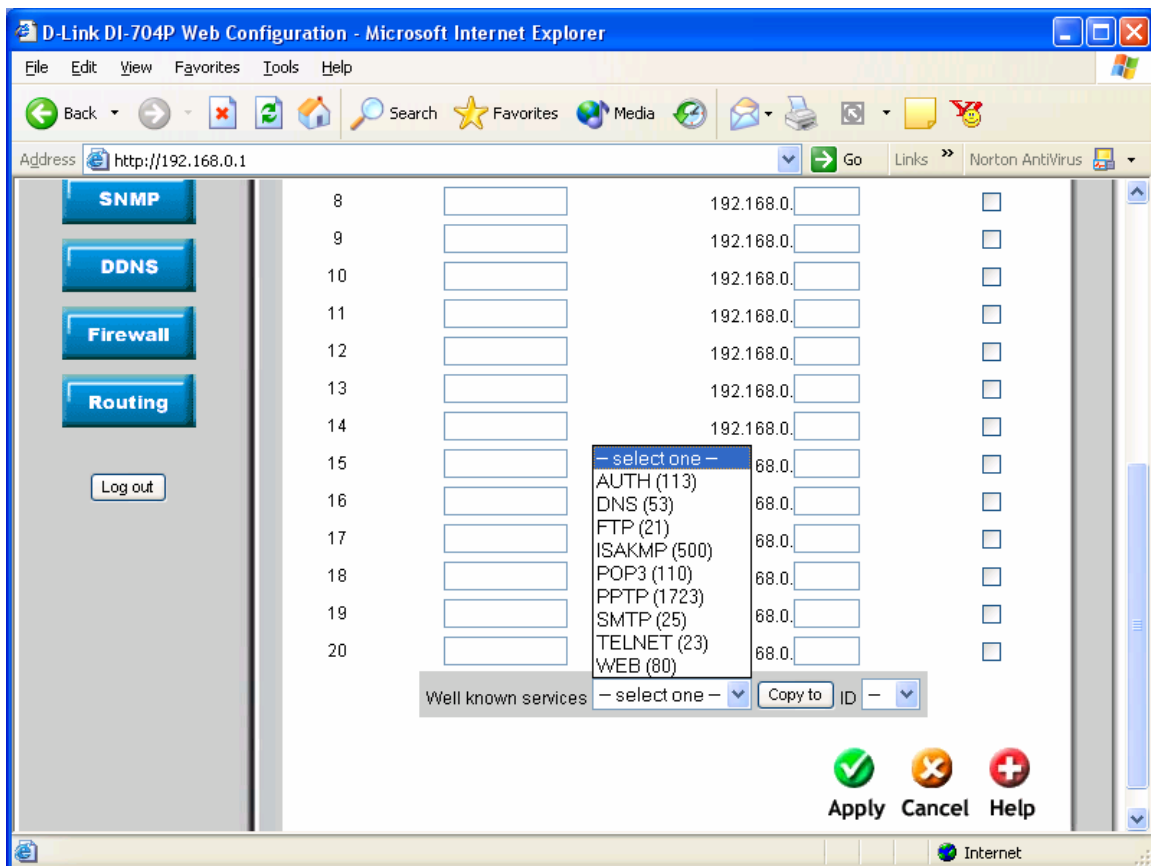 D-Link DI-704P Web Configuration - Microsoft Internet Explorer
File Edit View Favorites Tools Help
Back Search Favorites Media
Address http://192.168.0.1 Go Links » Norton AntiVirus
SNMP
DDNS
Firewall
Routing
Log out
8 192.168.0.
9 192.168.0.
10 192.168.0.
11 192.168.0.
12 192.168.0.
13 192.168.0.
14 192.168.0.
15 68.0.
16 68.0.
17 68.0.
18 68.0.
19 68.0.
20 68.0.
– select one –
AUTH (113)
DNS (53)
FTP (21)
ISAKMP (500)
POP3 (110)
PPTP (1723)
SMTP (25)
TELNET (23)
WEB (80)
Well known services – select one – Copy to ID –
Apply Cancel Help
Internet